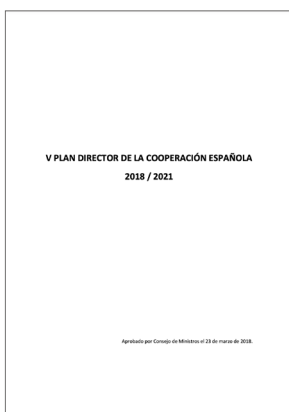 V PLAN DIRECTOR DE LA COOPERACIÓN ESPAÑOLA
2018 / 2021
Aprobado por Consejo de Ministros el 23 de marzo de 2018.